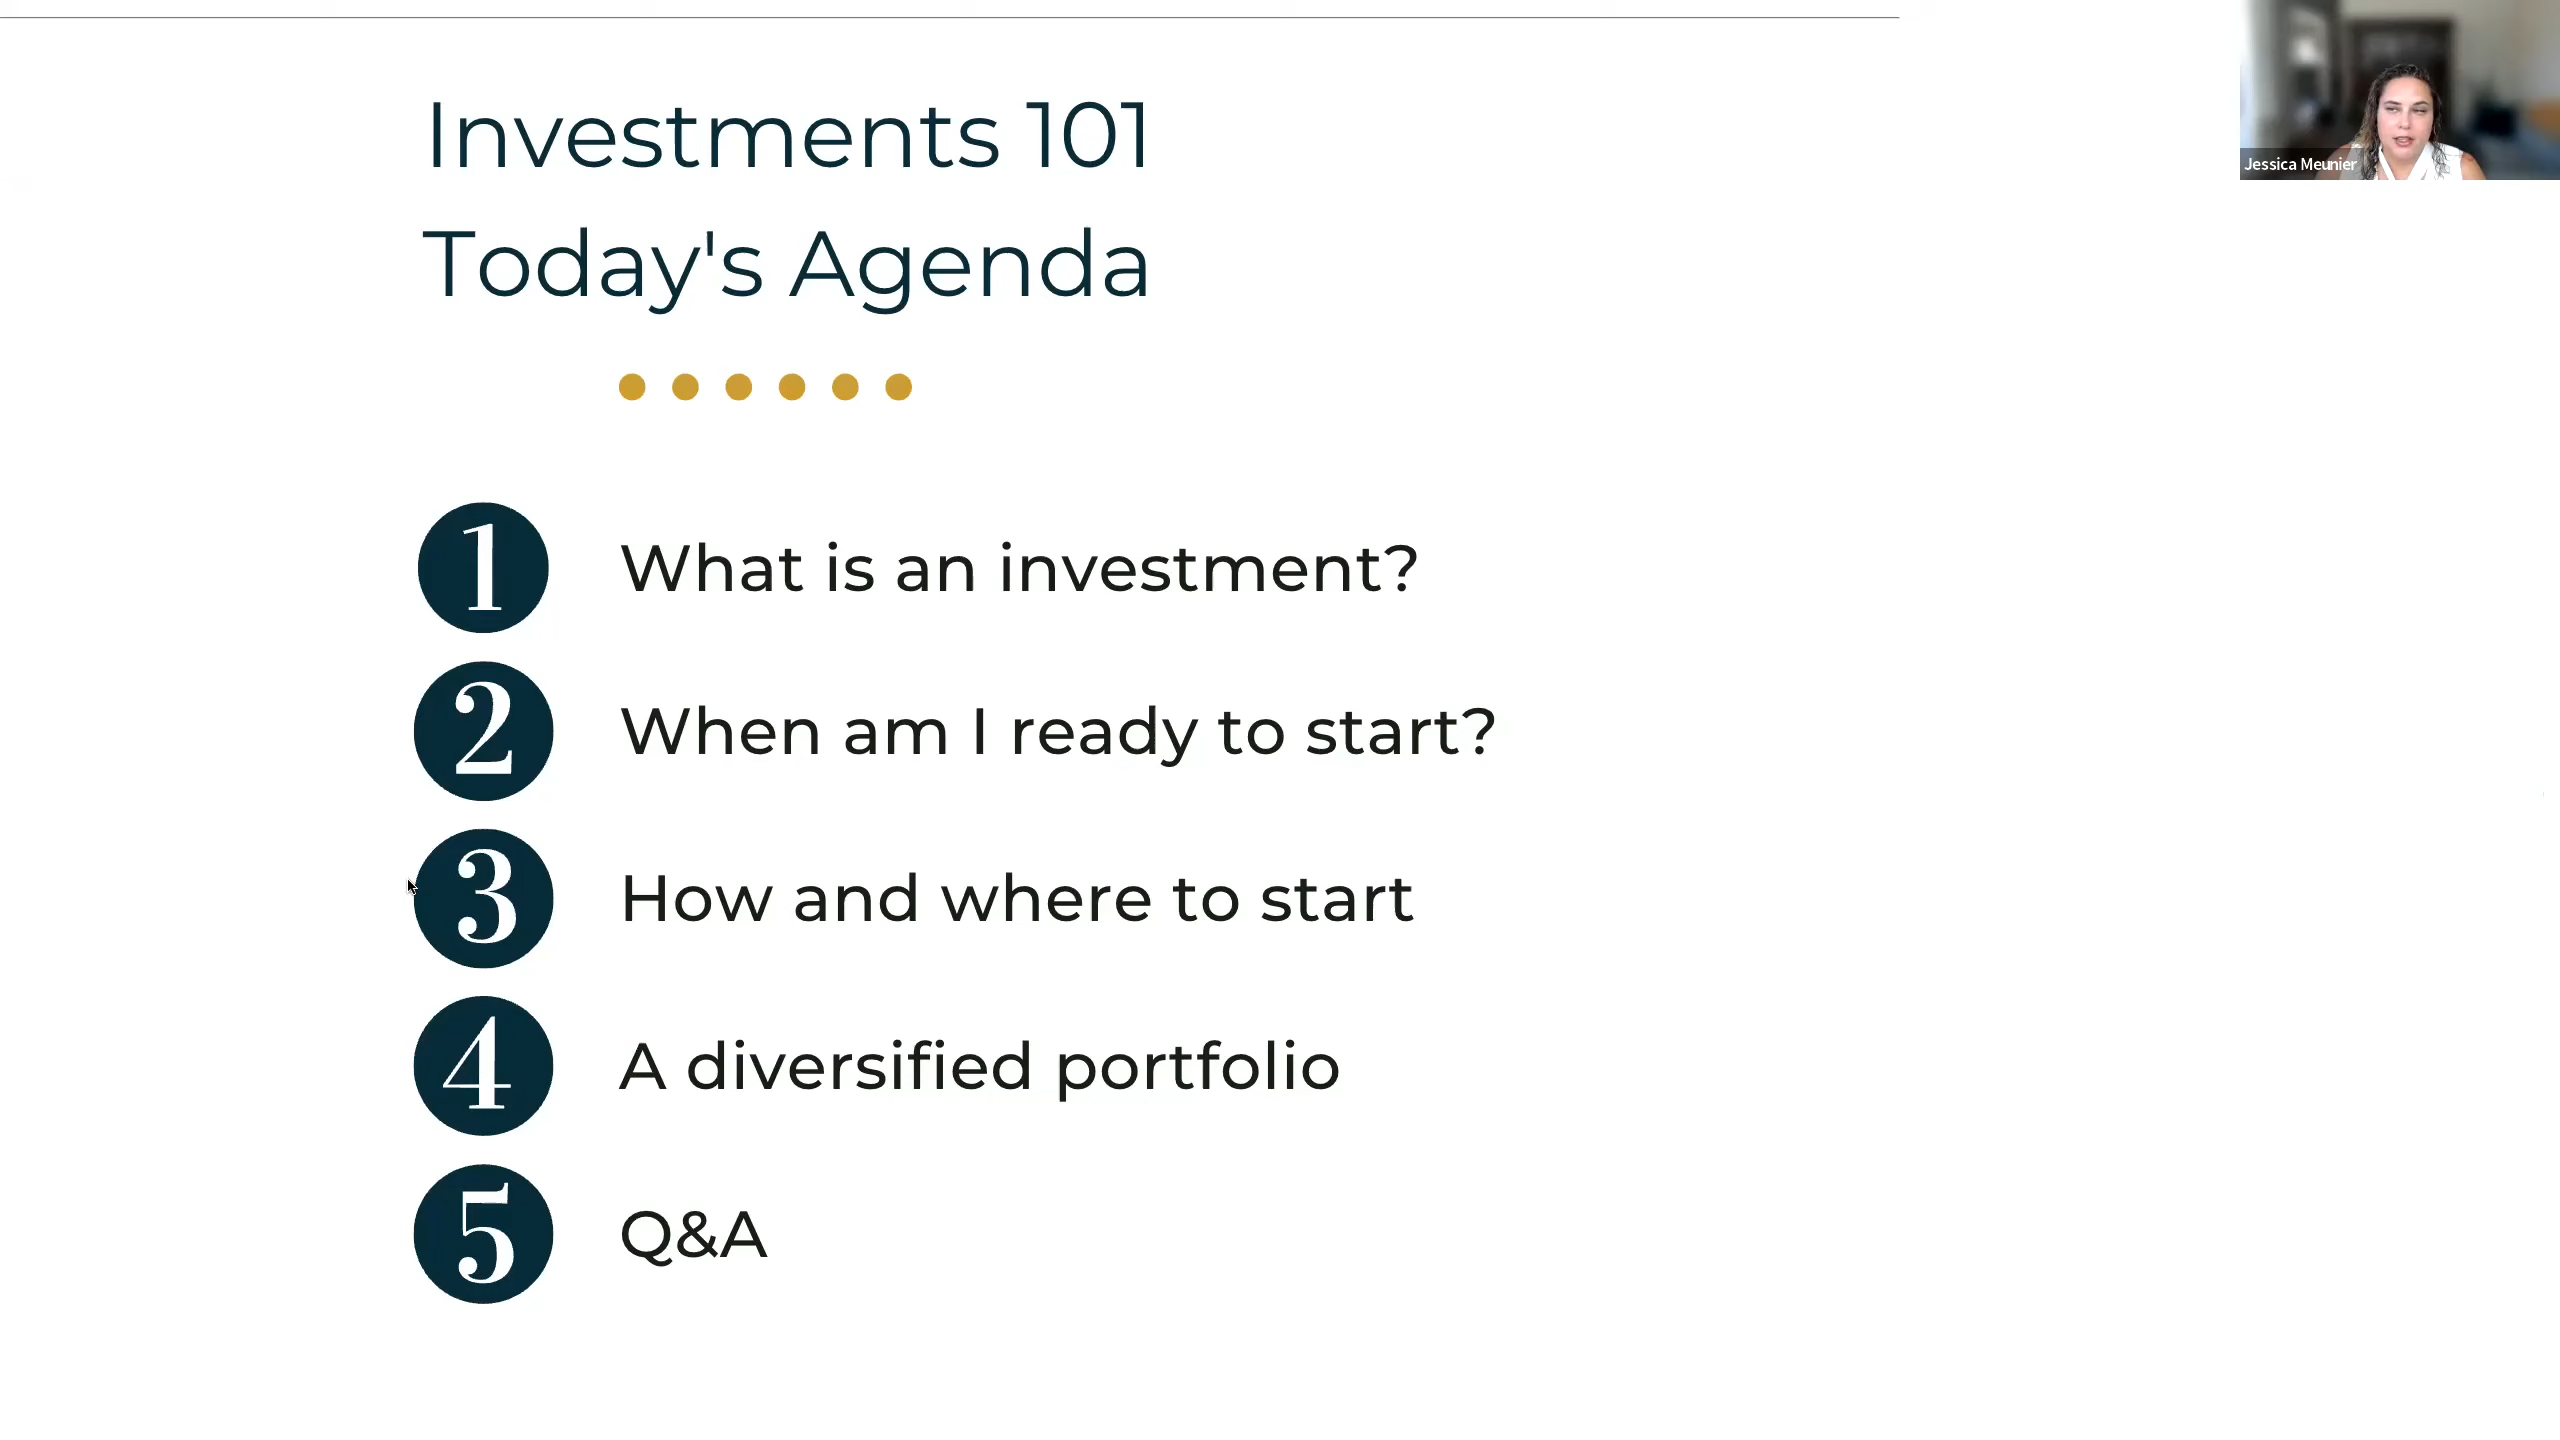 Investments 101
Today's Agenda
Jessica Meunier
1 What is an investment?
2 When am I ready to start?
3 How and where to start
4 A diversified portfolio
5 Q&A